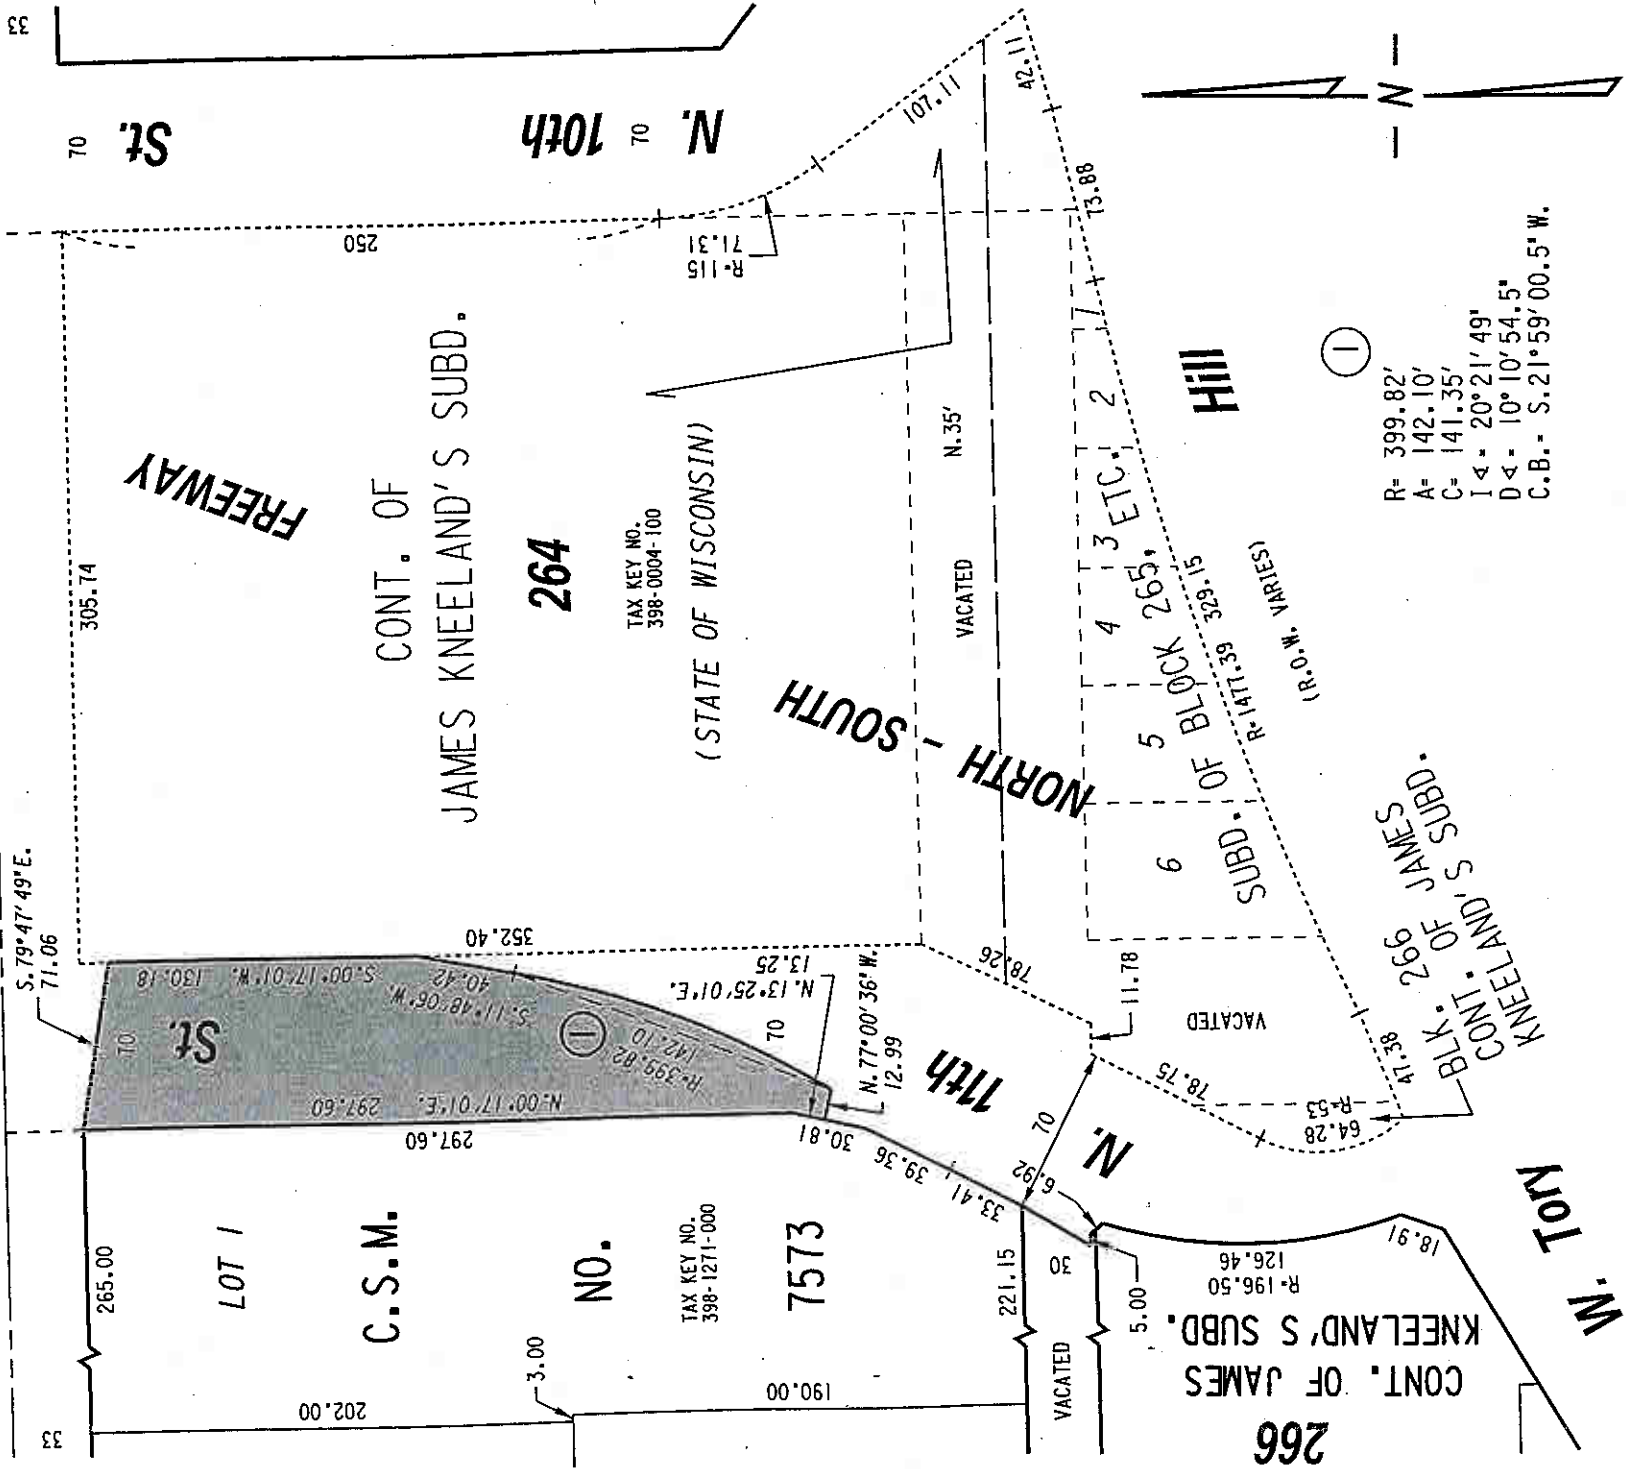 33
70
St.
N. 10th
70
107.11
42.11
13.88
N
250
R=115
71.31
S.79°47'49"E.
71.06
305.74
FREEWAY
CONT. OF
JAMES KNEELAND'S SUBD.
264
TAX KEY NO.
398-0004-100
(STATE OF WISCONSIN)
NORTH - SOUTH
N.35'
VACATED
1
2
3
4
5
6
SUBD. OF BLOCK 265, ETC.
R=1477.39 329.15
(R.O.W. VARIES)
Hill
1
R= 399.82'
A= 142.10'
C= 141.35'
I∢= 20°21'49"
D∢= 10°10'54.5"
C.B.= S.21°59'00.5"W.
352.40
S.00°17'01"W. 130.18
70
St.
S.11°48'06"W.
40.42
1
R=399.82
142.10
N.00°17'01"E. 297.60
297.60
N.13°25'01"E.
13.25
70
N.77°00'36"W.
12.99
78.26
11.78
VACATED
78.75
R=53
64.28
47.38
BLK. 266
CONT. OF JAMES
KNEELAND'S SUBD.
N. 11th
70
30.81
39.36
33.41
6.92
265.00
LOT 1
C.S.M.
NO.
7573
TAX KEY NO.
398-1271-000
221.15
30
5.00
R=196.50
126.46
18.91
W. Tory
3.00
202.00
190.00
VACATED
33
266
CONT. OF JAMES
KNEELAND'S SUBD.